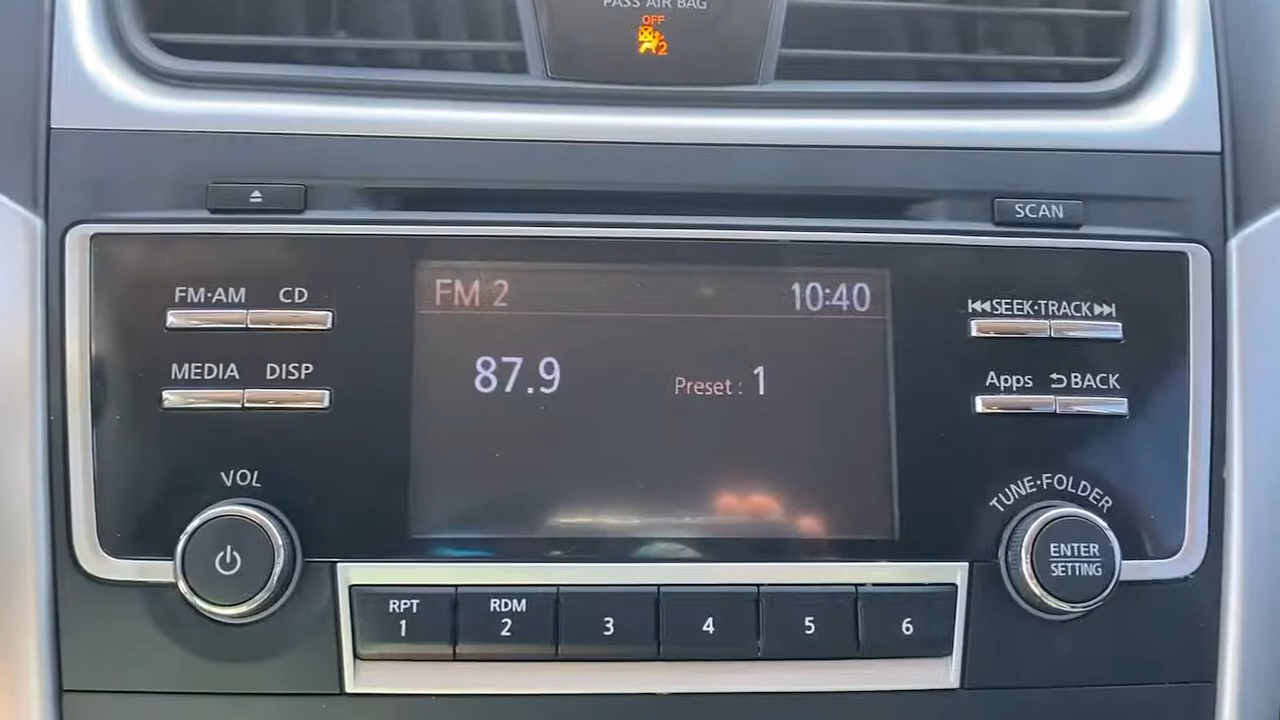 PASS AIR BAG
OFF
2
SCAN
FM·AM CD
FM 2 10:40
SEEK·TRACK
MEDIA DISP
87.9 Preset : 1
Apps BACK
VOL
TUNE·FOLDER
ENTER
SETTING
RPT RDM
1 2 3 4 5 6